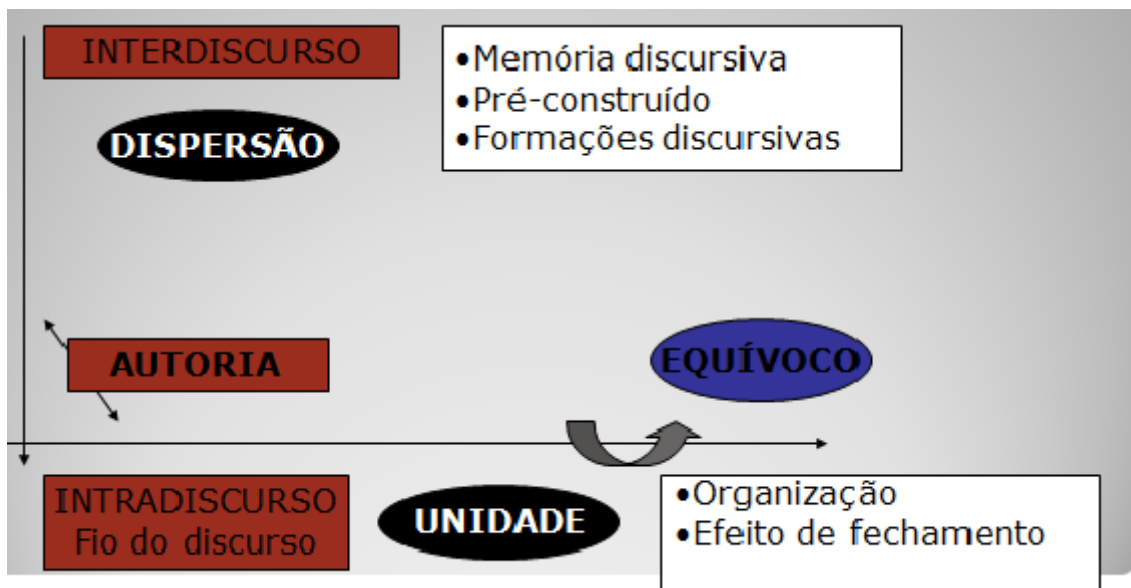 INTERDISCURSO
•Memória discursiva
•Pré-construído
•Formações discursivas
DISPERSÃO
AUTORIA
EQUÍVOCO
INTRADISCURSO
Fio do discurso
UNIDADE
•Organização
•Efeito de fechamento